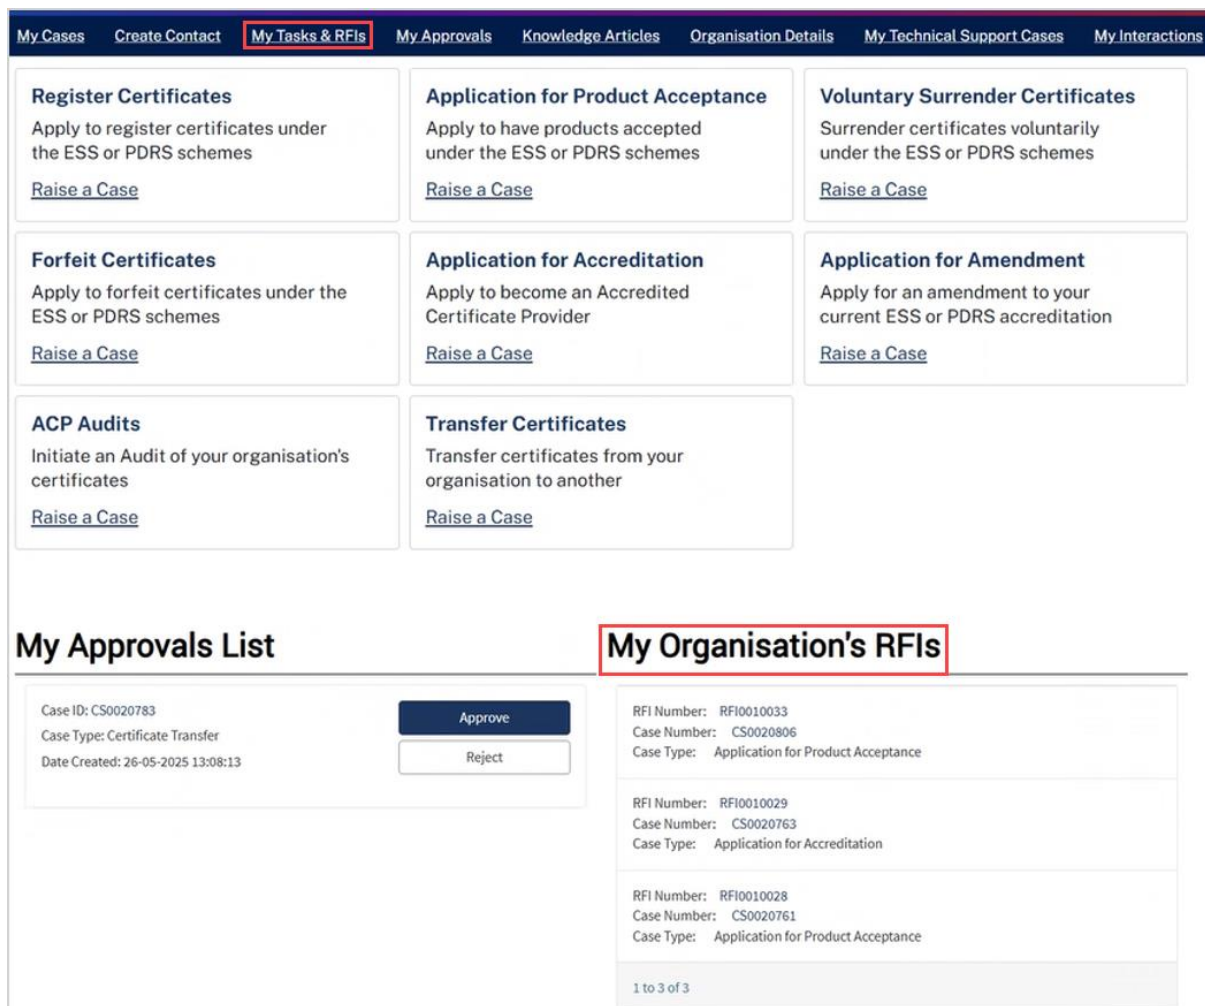 My Cases Create Contact My Tasks & RFIs My Approvals Knowledge Articles Organisation Details My Technical Support Cases My Interactions
Register Certificates
Apply to register certificates under
the ESS or PDRS schemes
Raise a Case
Application for Product Acceptance
Apply to have products accepted
under the ESS or PDRS schemes
Raise a Case
Voluntary Surrender Certificates
Surrender certificates voluntarily
under the ESS or PDRS schemes
Raise a Case
Forfeit Certificates
Apply to forfeit certificates under the
ESS or PDRS schemes
Raise a Case
Application for Accreditation
Apply to become an Accredited
Certificate Provider
Raise a Case
Application for Amendment
Apply for an amendment to your
current ESS or PDRS accreditation
Raise a Case
ACP Audits
Initiate an Audit of your organisation's
certificates
Raise a Case
Transfer Certificates
Transfer certificates from your
organisation to another
Raise a Case
My Approvals List
Case ID: CS0020783
Case Type: Certificate Transfer
Date Created: 26-05-2025 13:08:13
Approve
Reject
My Organisation's RFIs
RFI Number: RFI0010033
Case Number: CS0020806
Case Type: Application for Product Acceptance
RFI Number: RFI0010029
Case Number: CS0020763
Case Type: Application for Accreditation
RFI Number: RFI0010028
Case Number: CS0020761
Case Type: Application for Product Acceptance
1 to 3 of 3